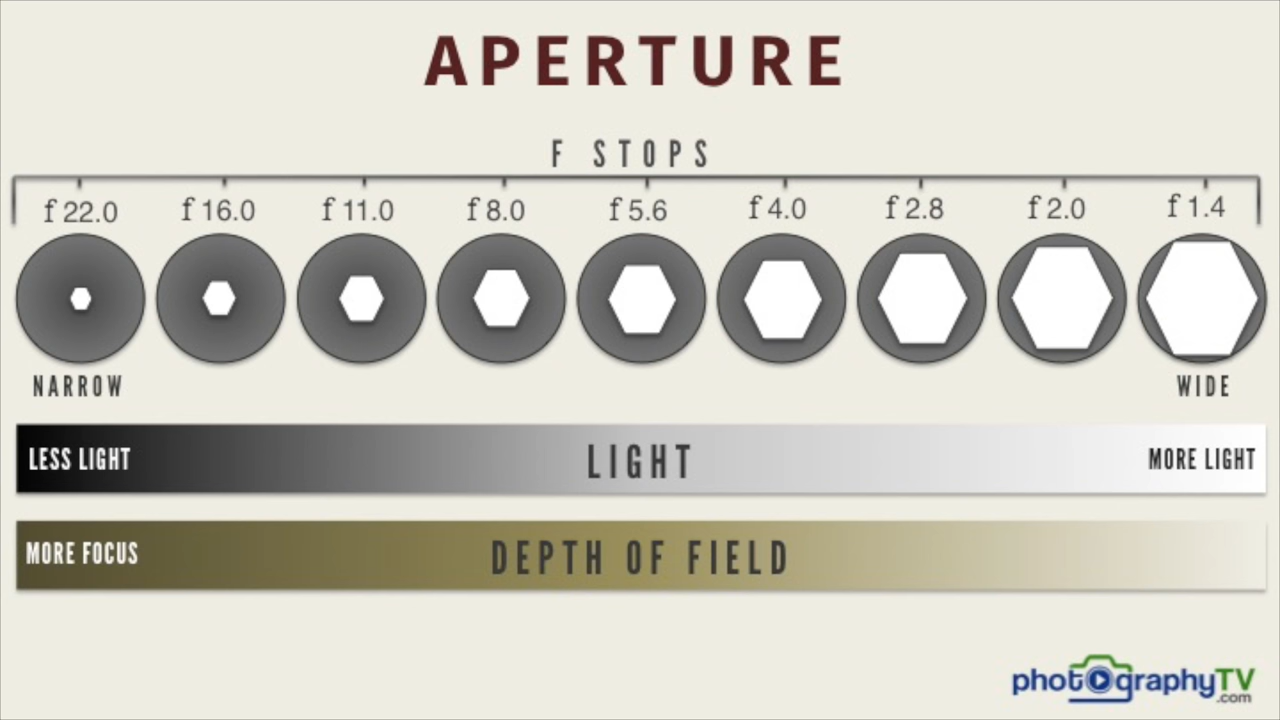 APERTURE
F STOPS
f 22.0 f 16.0 f 11.0 f 8.0 f 5.6 f 4.0 f 2.8 f 2.0 f 1.4
NARROW WIDE
LESS LIGHT LIGHT MORE LIGHT
MORE FOCUS DEPTH OF FIELD
photographyTV
.com